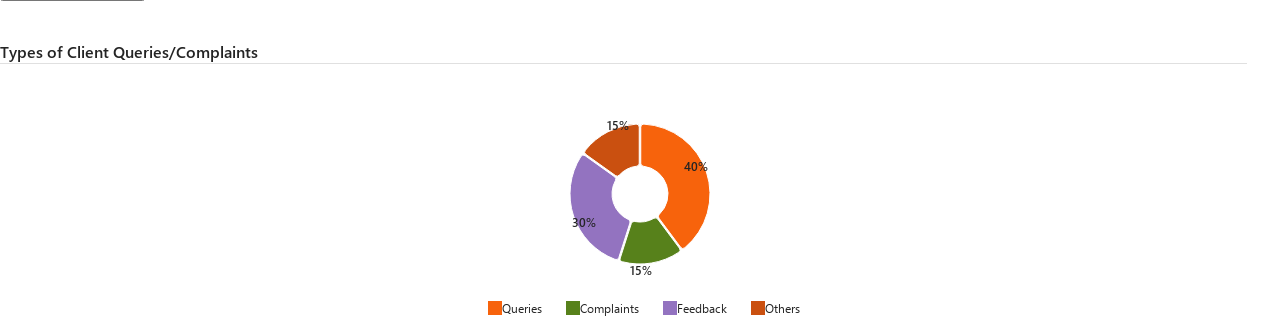 Types of Client Queries/Complaints
15%
40%
30%
15%
Queries Complaints Feedback Others